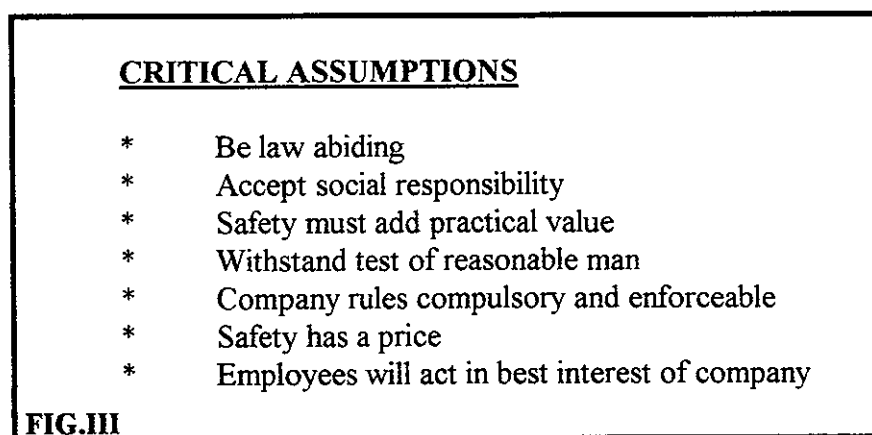 CRITICAL ASSUMPTIONS
* Be law abiding
* Accept social responsibility
* Safety must add practical value
* Withstand test of reasonable man
* Company rules compulsory and enforceable
* Safety has a price
* Employees will act in best interest of company
FIG.III